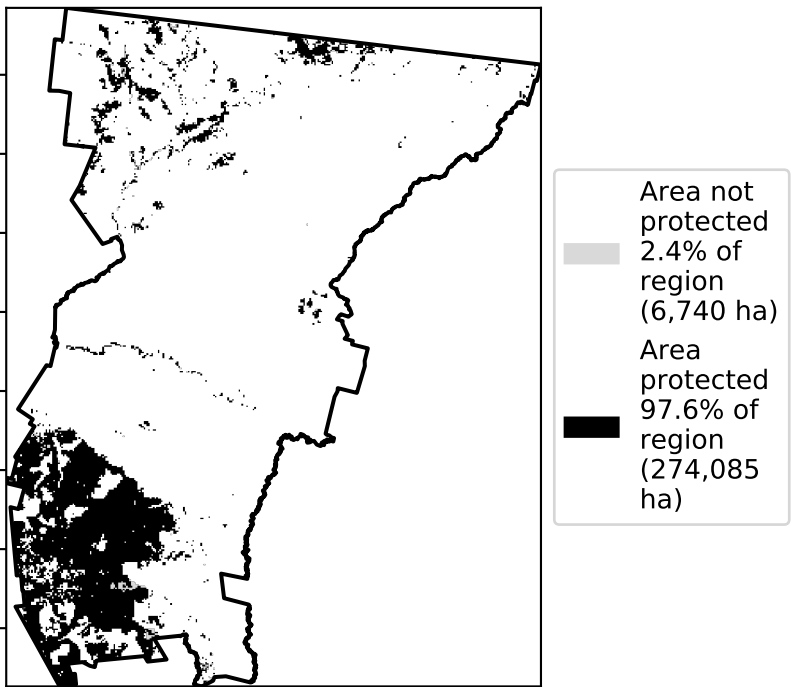 Area not
protected
2.4% of
region
(6,740 ha)
Area
protected
97.6% of
region
(274,085
ha)